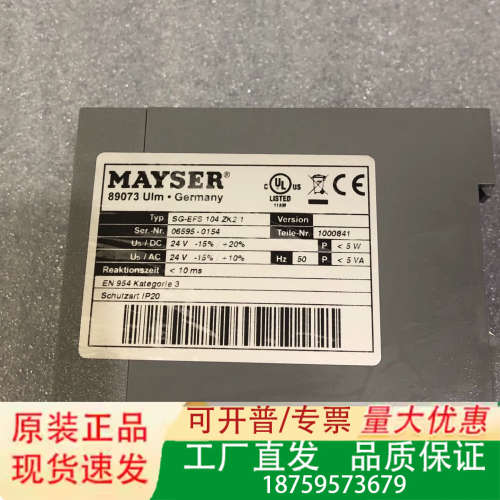 MAYSER®
89073 Ulm • Germany
C UL US
LISTED
Typ SG-EFS 104 ZK2 1 Version
Ser.-Nr. 06595 - 0154 Teile-Nr. 1000841
Us / DC 24 V -15% +20% P < 5 W
Us / AC 24 V -15% +10% Hz 50 P < 5 VA
Reaktionszeit < 10 ms
EN 954 Kategorie 3
Schutzart IP20
原装正品
现货速发
可开普/专票 量大优惠
工厂直发 品质保证
18759573679